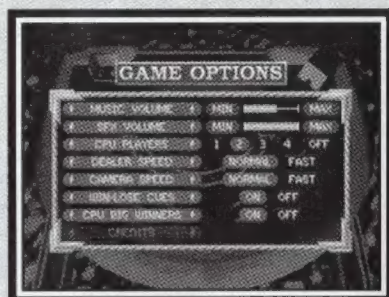 GAME OPTIONS
MUSIC VOLUME MIN MAX
SFX VOLUME MIN MAX
CPU PLAYERS 1 2 3 4 OFF
DEALER SPEED NORMAL FAST
CAMERA SPEED NORMAL FAST
WIN-LOSE CUES ON OFF
CPU BIG WINNERS ON OFF
CREDITS